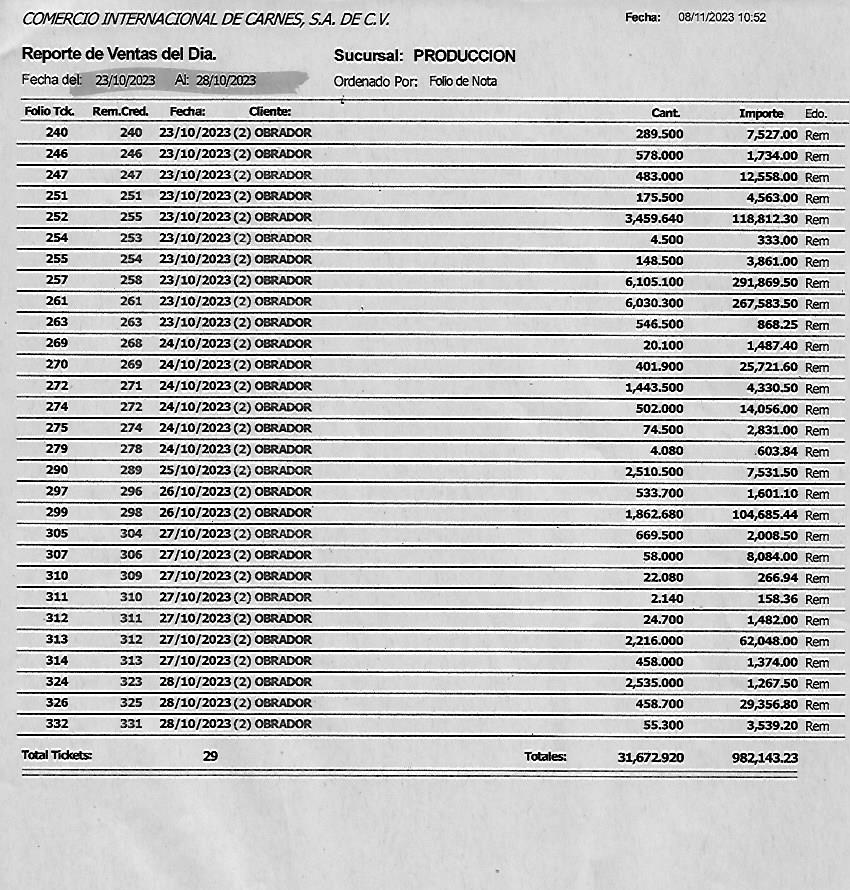 COMERCIO INTERNACIONAL DE CARNES, S.A. DE C.V. Fecha: 08/11/2023 10:52
Reporte de Ventas del Dia. Sucursal: PRODUCCION
Fecha del: 23/10/2023 Al: 28/10/2023 Ordenado Por: Folio de Nota
Folio Tck. Rem.Cred. Fecha: Cliente: Cant. Importe Edo.
240 240 23/10/2023 (2) OBRADOR 289.500 7,527.00 Rem
246 246 23/10/2023 (2) OBRADOR 578.000 1,734.00 Rem
247 247 23/10/2023 (2) OBRADOR 483.000 12,558.00 Rem
251 251 23/10/2023 (2) OBRADOR 175.500 4,563.00 Rem
252 255 23/10/2023 (2) OBRADOR 3,459.640 118,812.30 Rem
254 253 23/10/2023 (2) OBRADOR 4.500 333.00 Rem
255 254 23/10/2023 (2) OBRADOR 148.500 3,861.00 Rem
257 258 23/10/2023 (2) OBRADOR 6,105.100 291,869.50 Rem
261 261 23/10/2023 (2) OBRADOR 6,030.300 267,583.50 Rem
263 263 23/10/2023 (2) OBRADOR 546.500 868.25 Rem
269 268 24/10/2023 (2) OBRADOR 20.100 1,487.40 Rem
270 269 24/10/2023 (2) OBRADOR 401.900 25,721.60 Rem
272 271 24/10/2023 (2) OBRADOR 1,443.500 4,330.50 Rem
274 272 24/10/2023 (2) OBRADOR 502.000 14,056.00 Rem
275 274 24/10/2023 (2) OBRADOR 74.500 2,831.00 Rem
279 278 24/10/2023 (2) OBRADOR 4.080 603.84 Rem
290 289 25/10/2023 (2) OBRADOR 2,510.500 7,531.50 Rem
297 296 26/10/2023 (2) OBRADOR 533.700 1,601.10 Rem
299 298 26/10/2023 (2) OBRADOR 1,862.680 104,685.44 Rem
305 304 27/10/2023 (2) OBRADOR 669.500 2,008.50 Rem
307 306 27/10/2023 (2) OBRADOR 58.000 8,084.00 Rem
310 309 27/10/2023 (2) OBRADOR 22.080 266.94 Rem
311 310 27/10/2023 (2) OBRADOR 2.140 158.36 Rem
312 311 27/10/2023 (2) OBRADOR 24.700 1,482.00 Rem
313 312 27/10/2023 (2) OBRADOR 2,216.000 62,048.00 Rem
314 313 27/10/2023 (2) OBRADOR 458.000 1,374.00 Rem
324 323 28/10/2023 (2) OBRADOR 2,535.000 1,267.50 Rem
326 325 28/10/2023 (2) OBRADOR 458.700 29,356.80 Rem
332 331 28/10/2023 (2) OBRADOR 55.300 3,539.20 Rem
Total Tickets: 29 Totales: 31,672.920 982,143.23